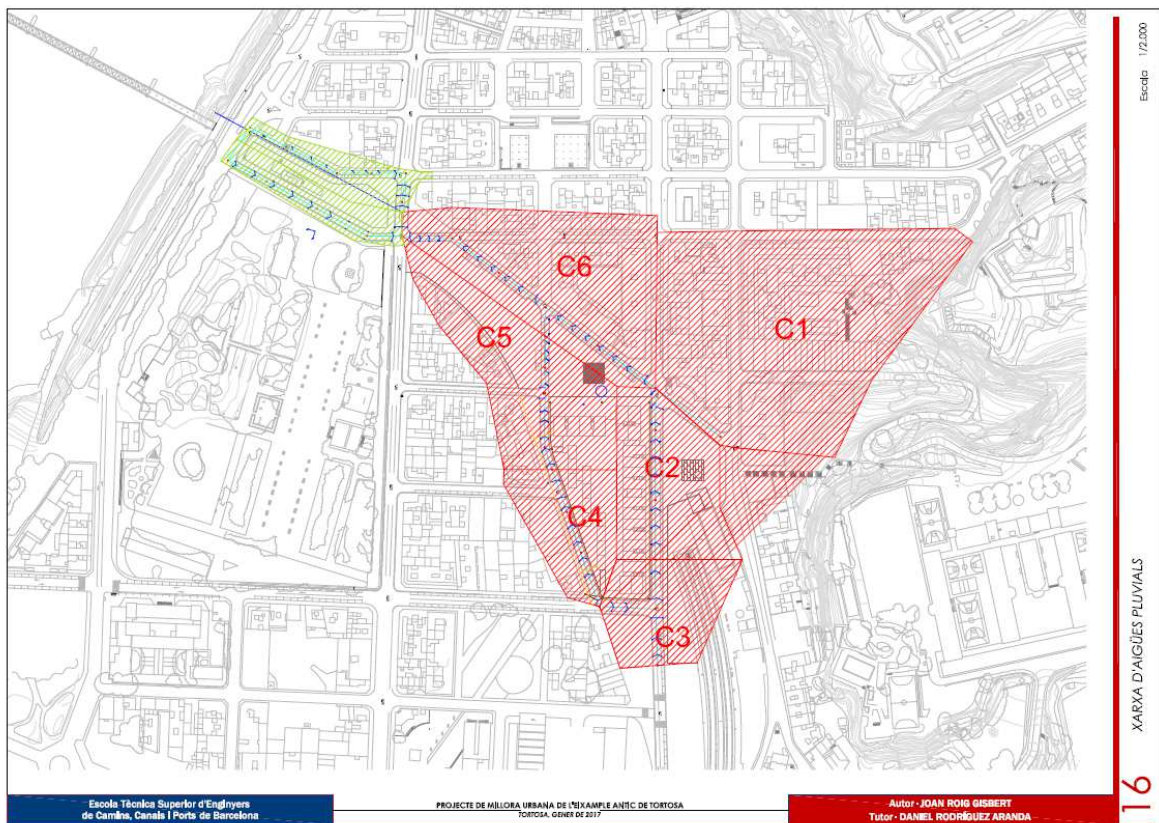 C6
C1
C5
C2
C4
C3
Escala 1/2.000
XARXA D'AIGÜES PLUVIALS
16
Escola Tècnica Superior d'Enginyers
de Camins, Canals i Ports de Barcelona
PROJECTE DE MILLORA URBANA DE L'EIXAMPLE ANTIC DE TORTOSA
TORTOSA, GENER DE 2017
Autor - JOAN ROIG GISBERT
Tutor - DANIEL RODRÍGUEZ ARANDA